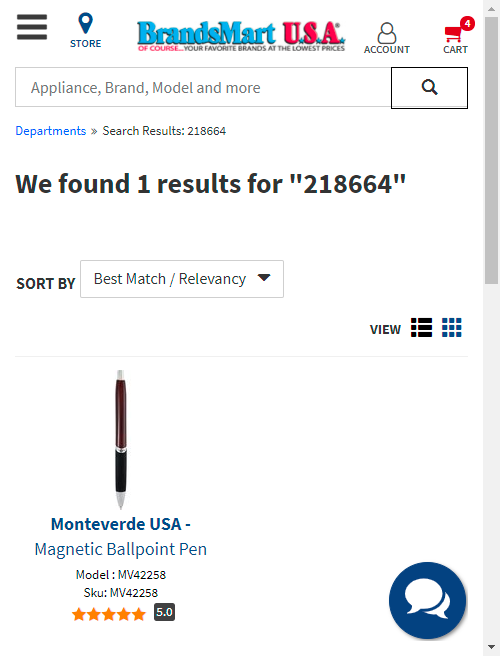 STORE
BrandsMart U.S.A.
OF COURSE...YOUR FAVORITE BRANDS AT THE LOWEST PRICES
ACCOUNT
4
CART
Appliance, Brand, Model and more
Departments » Search Results: 218664
We found 1 results for "218664"
SORT BY Best Match / Relevancy
VIEW
Monteverde USA -
Magnetic Ballpoint Pen
Model : MV42258
Sku: MV42258
5.0